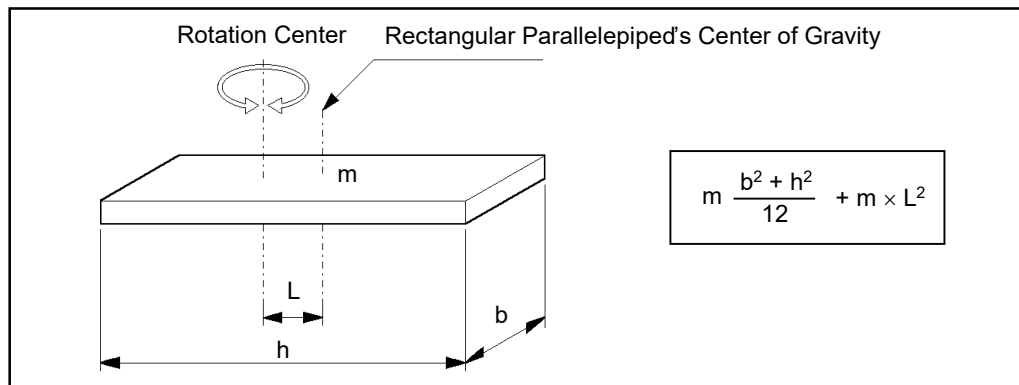 Rotation Center
Rectangular Parallelepiped's Center of Gravity
m
m b² + h² / 12 + m × L²
L
b
h